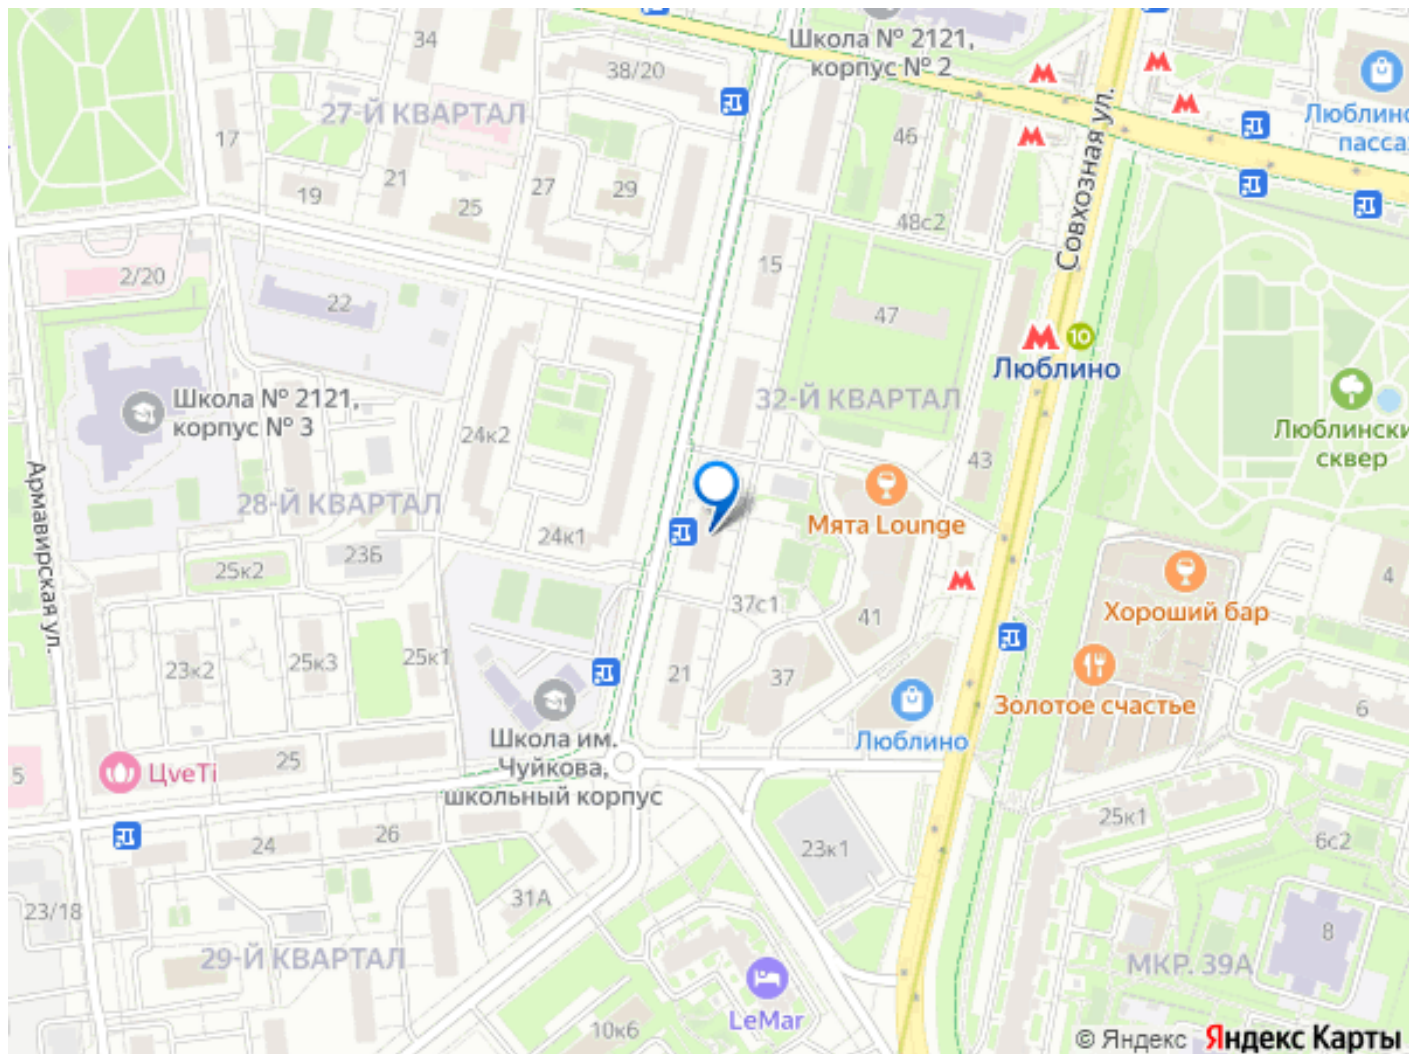 34
38/20
Школа № 2121,
корпус № 2
27-Й КВАРТАЛ
17
19
21
25
27
29
46
48с2
Совхозная ул.
Люблинс
пасса
2/20
22
15
47
10
Люблино
Школа № 2121,
корпус № 3
24к2
32-Й КВАРТАЛ
43
Люблински
сквер
Армавирская ул.
28-Й КВАРТАЛ
24к1
Мята Lounge
25к2
23Б
37с1
41
Хороший бар
4
23к2
25к3
25к1
21
37
Золотое счастье
6
Люблино
Школа им.
Чуйкова,
школьный корпус
5
ЦveTi
25
24
26
23к1
25к1
6с2
31А
23/18
8
29-Й КВАРТАЛ
МКР. 39А
10к6
LeMar
© Яндекс Яндекс Карты